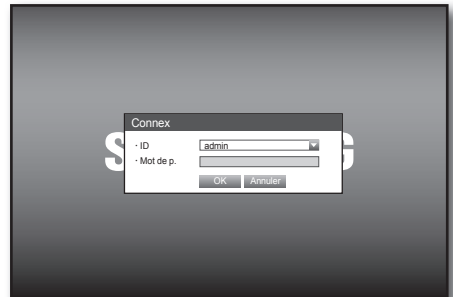 Connex
· ID
admin
· Mot de p.
OK Annuler